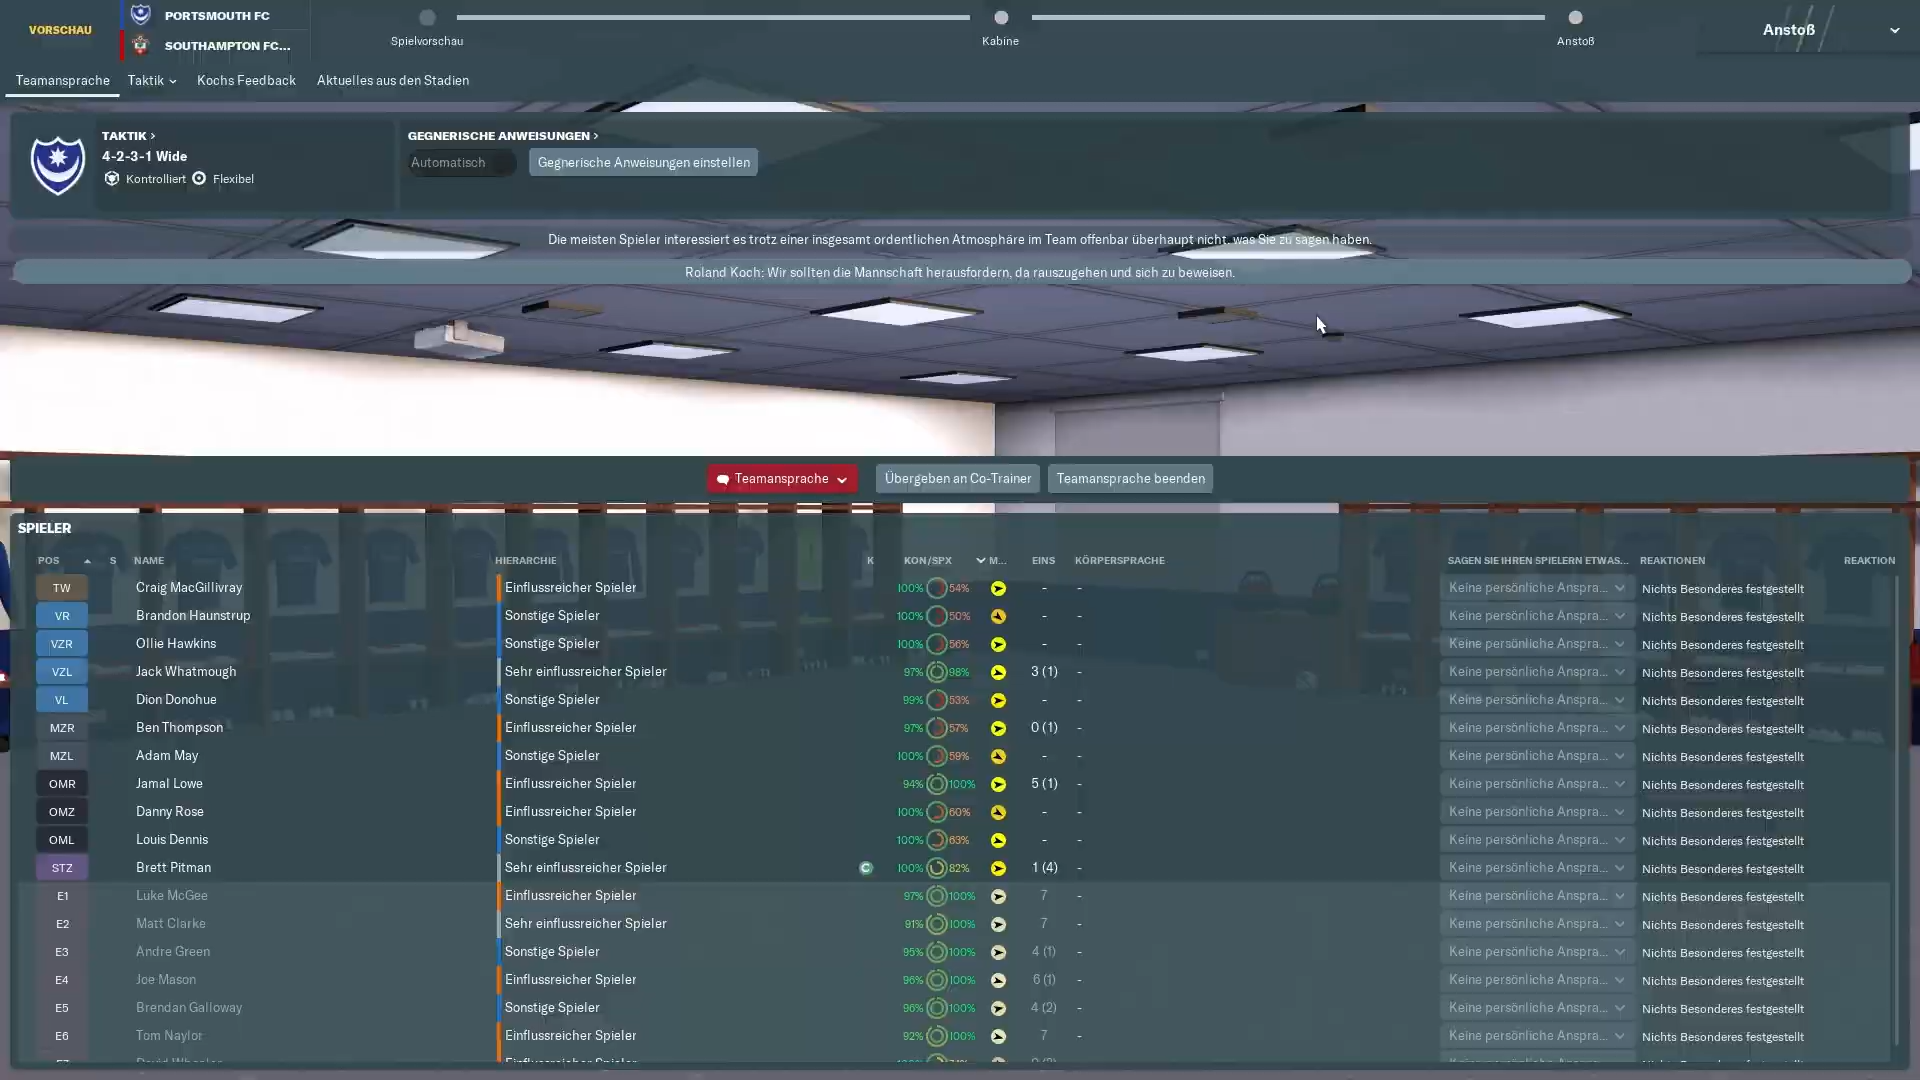 VORSCHAU
PORTSMOUTH FC
SOUTHAMPTON FC...
Spielvorschau
Kabine
Anstoß
Anstoß
Teamansprache Taktik Kochs Feedback Aktuelles aus den Stadien
TAKTIK >
4-2-3-1 Wide
Kontrolliert Flexibel
GEGNERISCHE ANWEISUNGEN >
Automatisch Gegnerische Anweisungen einstellen
Die meisten Spieler interessiert es trotz einer insgesamt ordentlichen Atmosphäre im Team offenbar überhaupt nicht, was Sie zu sagen haben.
Roland Koch: Wir sollten die Mannschaft herausfordern, da rauszugehen und sich zu beweisen.
Teamansprache Übergeben an Co-Trainer Teamansprache beenden
SPIELER
POS S NAME HIERARCHIE K KON/SPX M... EINS KÖRPERSPRACHE SAGEN SIE IHREN SPIELERN ETWAS... REAKTIONEN REAKTION
TW Craig MacGillivray Einflussreicher Spieler 100% 54% - - Keine persönliche Anspra... Nichts Besonderes festgestellt
VR Brandon Haunstrup Sonstige Spieler 100% 50% - - Keine persönliche Anspra... Nichts Besonderes festgestellt
VZR Ollie Hawkins Sonstige Spieler 100% 56% - - Keine persönliche Anspra... Nichts Besonderes festgestellt
VZL Jack Whatmough Sehr einflussreicher Spieler 97% 98% 3 (1) - Keine persönliche Anspra... Nichts Besonderes festgestellt
VL Dion Donohue Sonstige Spieler 99% 53% - - Keine persönliche Anspra... Nichts Besonderes festgestellt
MZR Ben Thompson Einflussreicher Spieler 97% 57% 0 (1) - Keine persönliche Anspra... Nichts Besonderes festgestellt
MZL Adam May Sonstige Spieler 100% 59% - - Keine persönliche Anspra... Nichts Besonderes festgestellt
OMR Jamal Lowe Einflussreicher Spieler 94% 100% 5 (1) - Keine persönliche Anspra... Nichts Besonderes festgestellt
OMZ Danny Rose Einflussreicher Spieler 100% 60% - - Keine persönliche Anspra... Nichts Besonderes festgestellt
OML Louis Dennis Sonstige Spieler 100% 63% - - Keine persönliche Anspra... Nichts Besonderes festgestellt
STZ Brett Pitman Sehr einflussreicher Spieler C 100% 82% 1 (4) - Keine persönliche Anspra... Nichts Besonderes festgestellt
E1 Luke McGee Einflussreicher Spieler 97% 100% 7 - Keine persönliche Anspra... Nichts Besonderes festgestellt
E2 Matt Clarke Sehr einflussreicher Spieler 91% 100% 7 - Keine persönliche Anspra... Nichts Besonderes festgestellt
E3 Andre Green Sonstige Spieler 95% 100% 4 (1) - Keine persönliche Anspra... Nichts Besonderes festgestellt
E4 Joe Mason Einflussreicher Spieler 96% 100% 6 (1) - Keine persönliche Anspra... Nichts Besonderes festgestellt
E5 Brendan Galloway Sonstige Spieler 96% 100% 4 (2) - Keine persönliche Anspra... Nichts Besonderes festgestellt
E6 Tom Naylor Einflussreicher Spieler 92% 100% 7 - Keine persönliche Anspra... Nichts Besonderes festgestellt